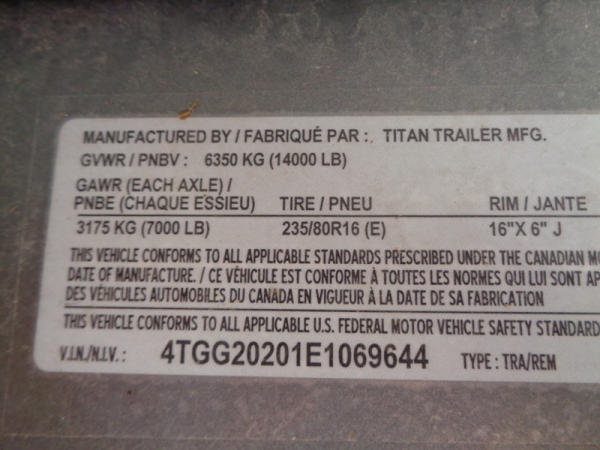 MANUFACTURED BY / FABRIQUÉ PAR : TITAN TRAILER MFG.
GVWR / PNBV : 6350 KG (14000 LB)
GAWR (EACH AXLE) /
PNBE (CHAQUE ESSIEU) TIRE / PNEU RIM / JANTE
3175 KG (7000 LB) 235/80R16 (E) 16"X 6" J
THIS VEHICLE CONFORMS TO ALL APPLICABLE STANDARDS PRESCRIBED UNDER THE CANADIAN MO
DATE OF MANUFACTURE. / CE VÉHICULE EST CONFORME À TOUTES LES NORMES QUI LUI SONT AP
DES VÉHICULES AUTOMOBILES DU CANADA EN VIGUEUR À LA DATE DE SA FABRICATION
THIS VEHICLE CONFORMS TO ALL APPLICABLE U.S. FEDERAL MOTOR VEHICLE SAFETY STANDARD
V.I.N./N.I.V. : 4TGG20201E1069644 TYPE : TRA/REM